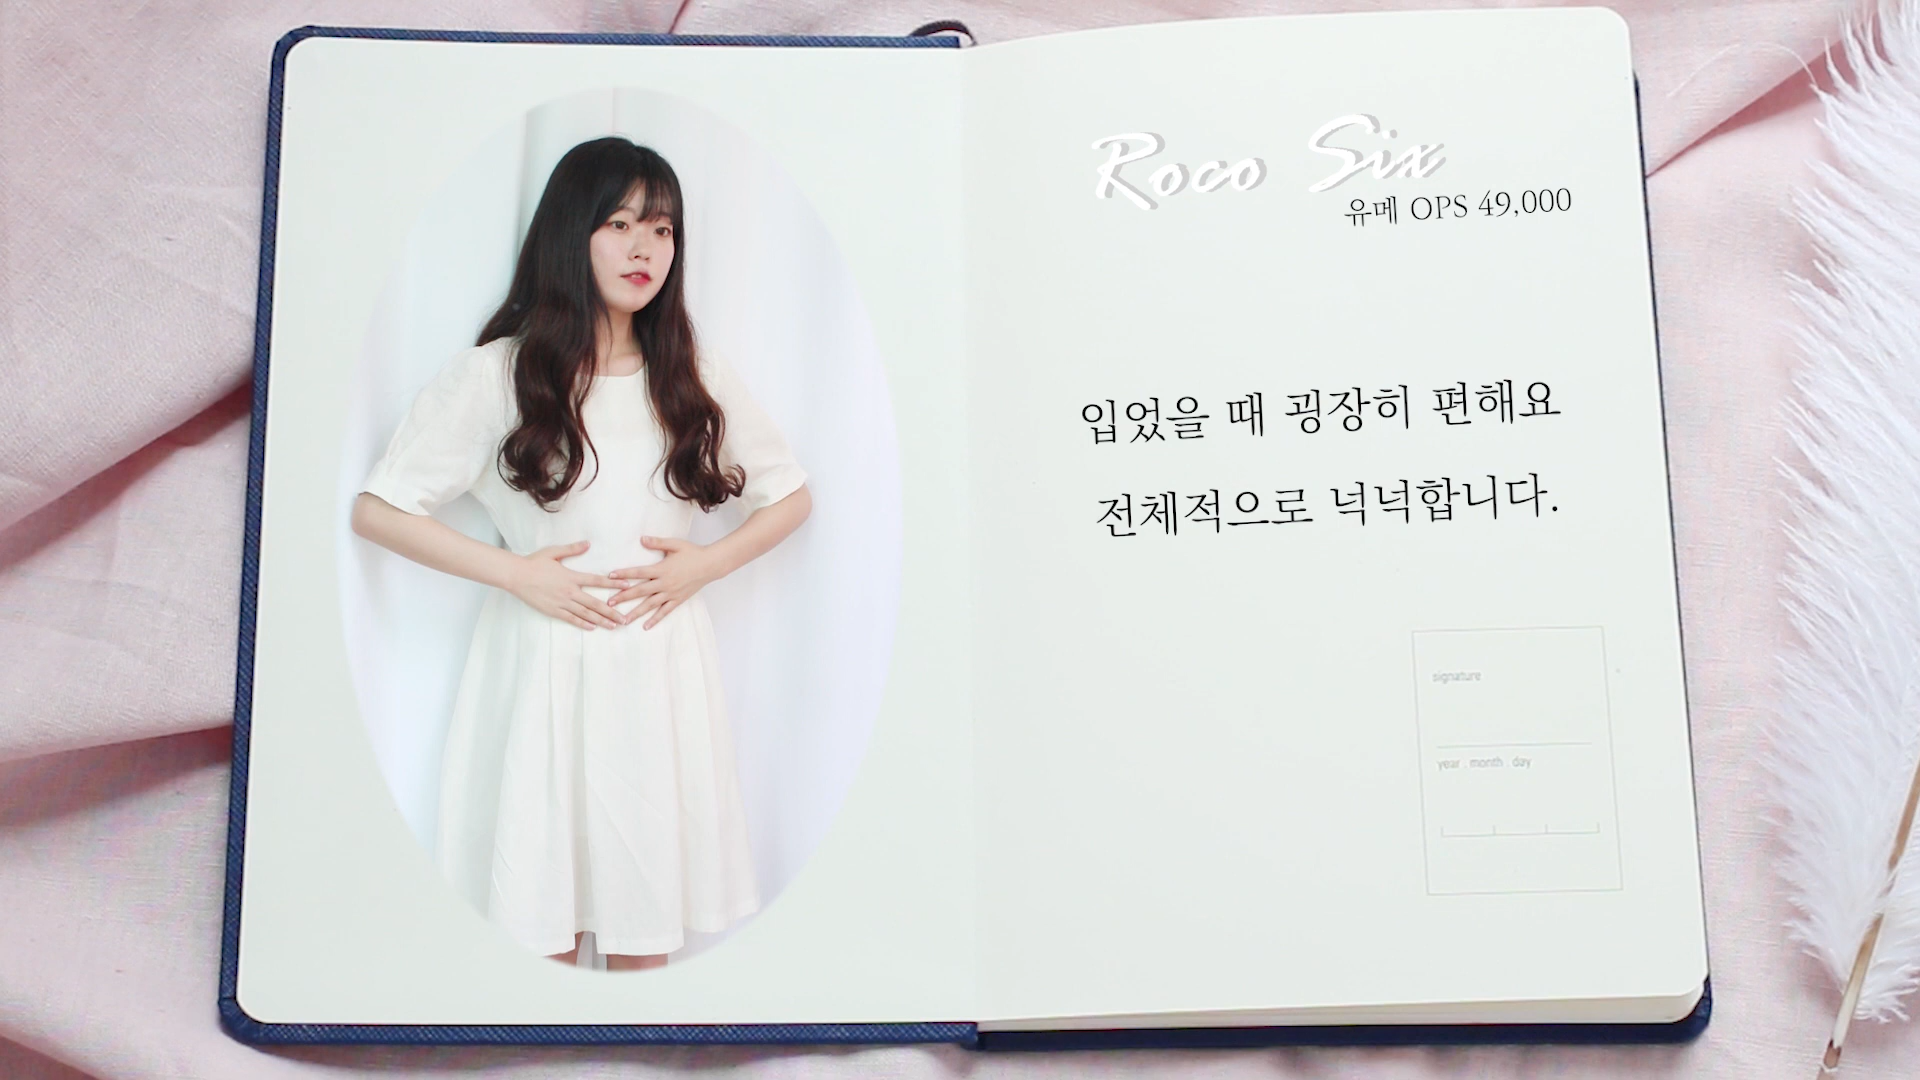 Roco Six
유메 OPS 49,000
입었을 때 굉장히 편해요
전체적으로 넉넉합니다.
signature
year . month . day